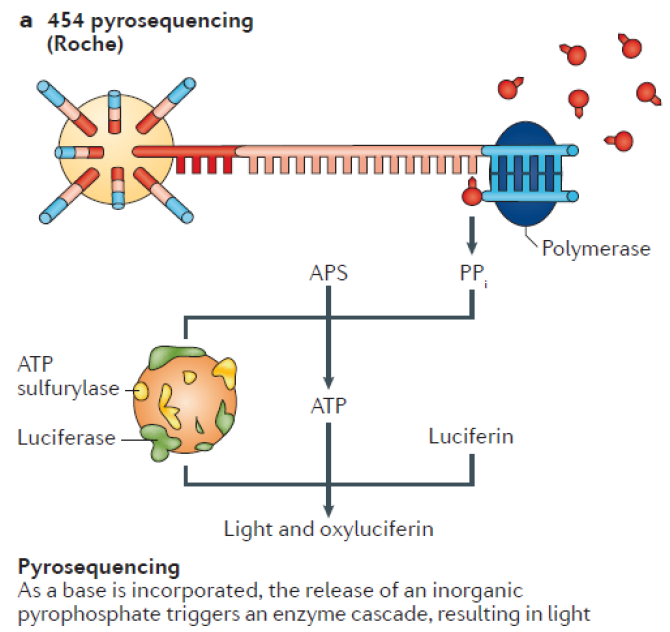 a 454 pyrosequencing
(Roche)
Polymerase
APS
PPi
ATP
sulfurylase
ATP
Luciferase
Luciferin
Light and oxyluciferin
Pyrosequencing
As a base is incorporated, the release of an inorganic
pyrophosphate triggers an enzyme cascade, resulting in light